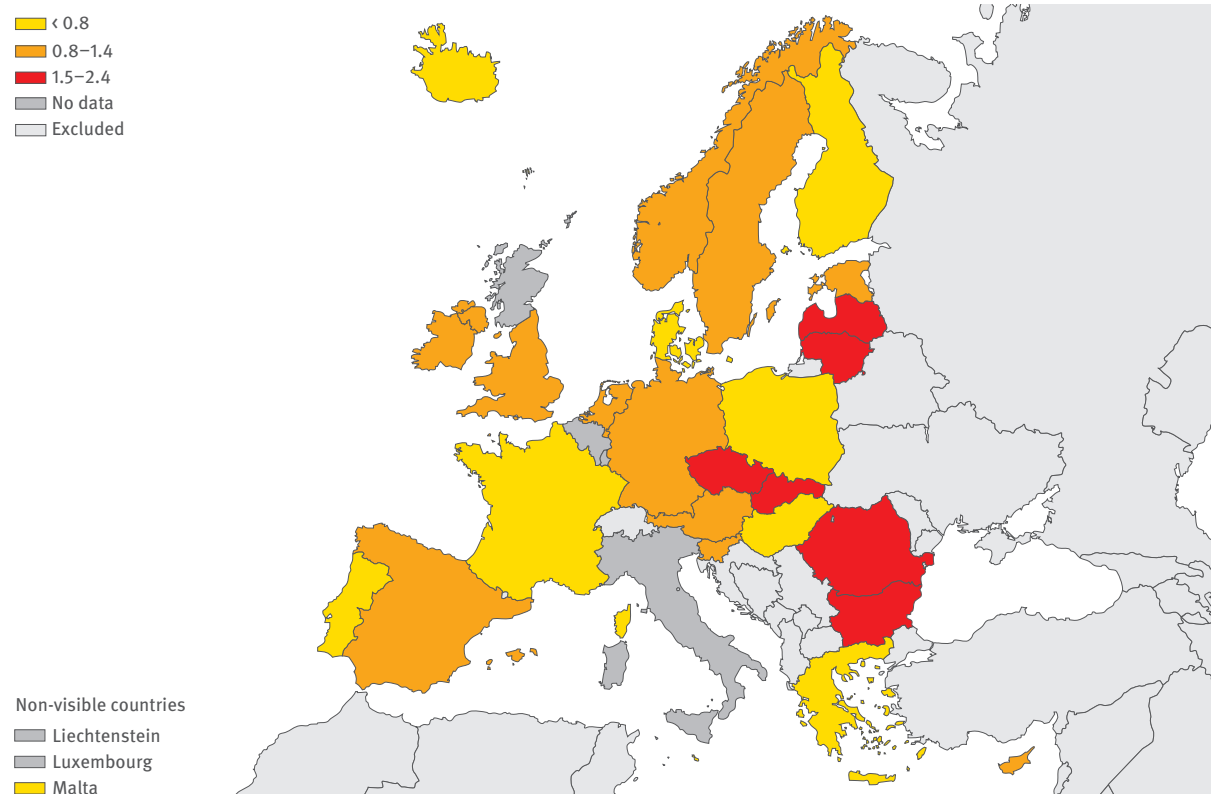 < 0.8
0.8–1.4
1.5–2.4
No data
Excluded
Non-visible countries
Liechtenstein
Luxembourg
Malta